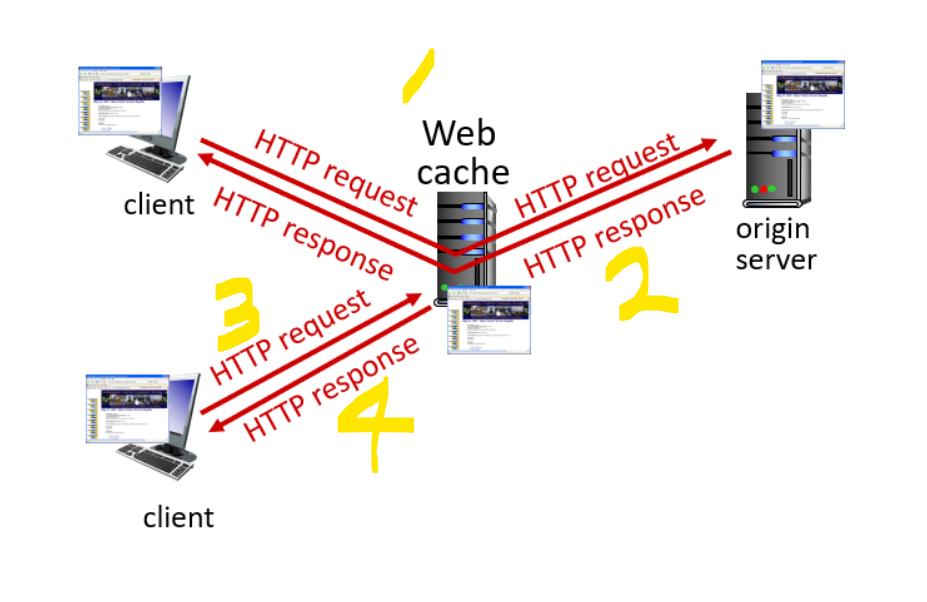 1
Web
cache
HTTP request
HTTP request
client
HTTP response
HTTP response
origin
server
2
3
HTTP request
HTTP response
4
client